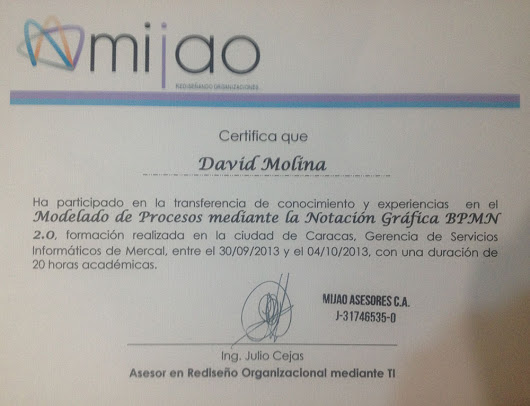 mijao
REDISEÑANDO ORGANIZACIONES
Certifica que
David Molina
Ha participado en la transferencia de conocimiento y experiencias en el
Modelado de Procesos mediante la Notación Gráfica BPMN
2.0, formación realizada en la ciudad de Caracas, Gerencia de Servicios
Informáticos de Mercal, entre el 30/09/2013 y el 04/10/2013, con una duración de
20 horas académicas.
MIJAO ASESORES C.A.
J-31746535-0
Ing. Julio Cejas
Asesor en Rediseño Organizacional mediante TI